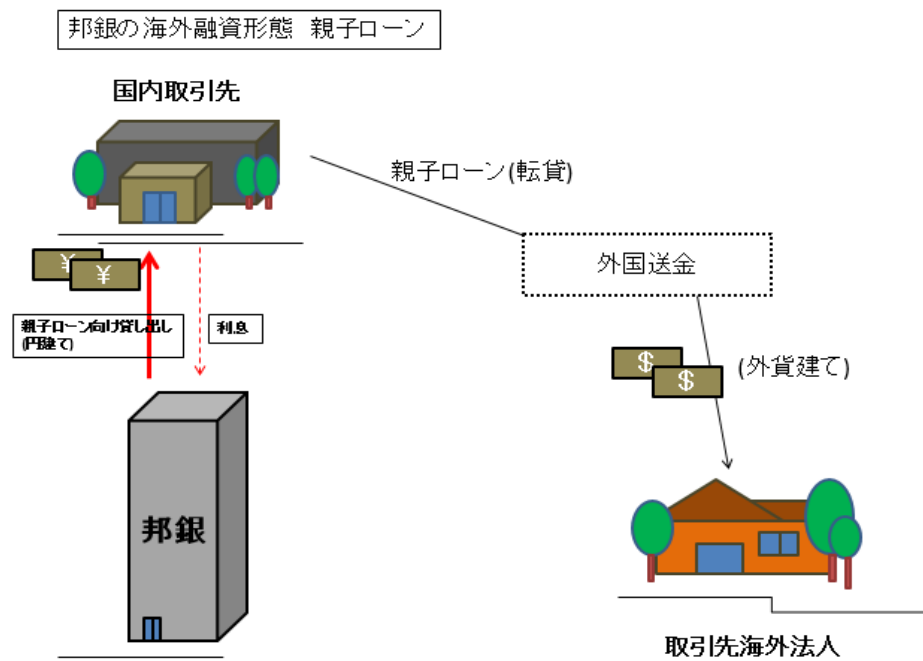 邦銀の海外融資形態 親子ローン
国内取引先
親子ローン(転貸)
外国送金
¥
¥
親子ローン向け貸し出し
(円建て)
利息
$
$
(外貨建て)
邦銀
取引先海外法人